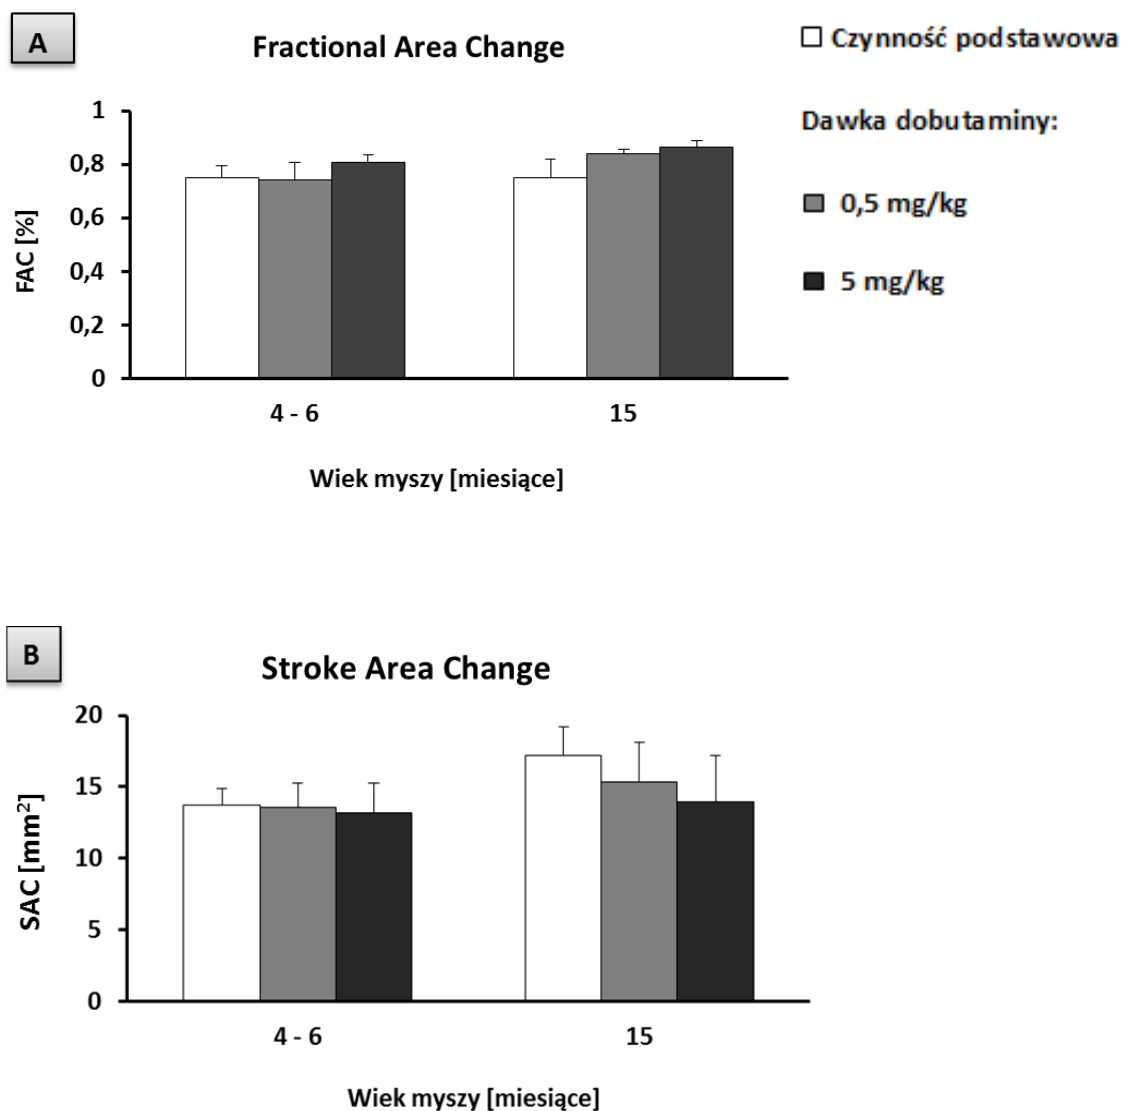 A
Fractional Area Change
Czynność podstawowa
Dawka dobutaminy:
0,5 mg/kg
5 mg/kg
FAC [%]
1
0,8
0,6
0,4
0,2
0
4 - 6
15
Wiek myszy [miesiące]
B
Stroke Area Change
SAC [mm²]
20
15
10
5
0
4 - 6
15
Wiek myszy [miesiące]